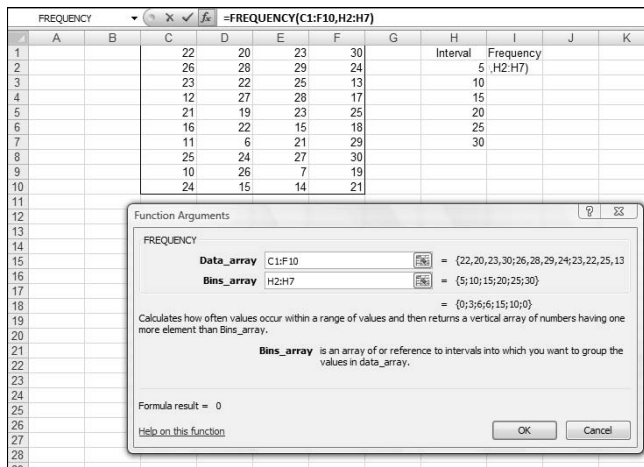 FREQUENCY =FREQUENCY(C1:F10,H2:H7)
A B C D E F G H I J K
1 22 20 23 30 Interval Frequency
2 26 28 29 24 5 ,H2:H7)
3 23 22 25 13 10
4 12 27 28 17 15
5 21 19 23 25 20
6 16 22 15 18 25
7 11 6 21 29 30
8 25 24 27 30
9 10 26 7 19
10 24 15 14 21
11
12
13
14
15
16
17
18
19
20
21
22
23
24
25
26
27
28
Function Arguments
FREQUENCY
Data_array C1:F10 = {22,20,23,30;26,28,29,24;23,22,25,13
Bins_array H2:H7 = {5;10;15;20;25;30}
= {0;3;6;6;15;10;0}
Calculates how often values occur within a range of values and then returns a vertical array of numbers having one
more element than Bins_array.
Bins_array is an array of or reference to intervals into which you want to group the
values in data_array.
Formula result = 0
Help on this function
OK Cancel